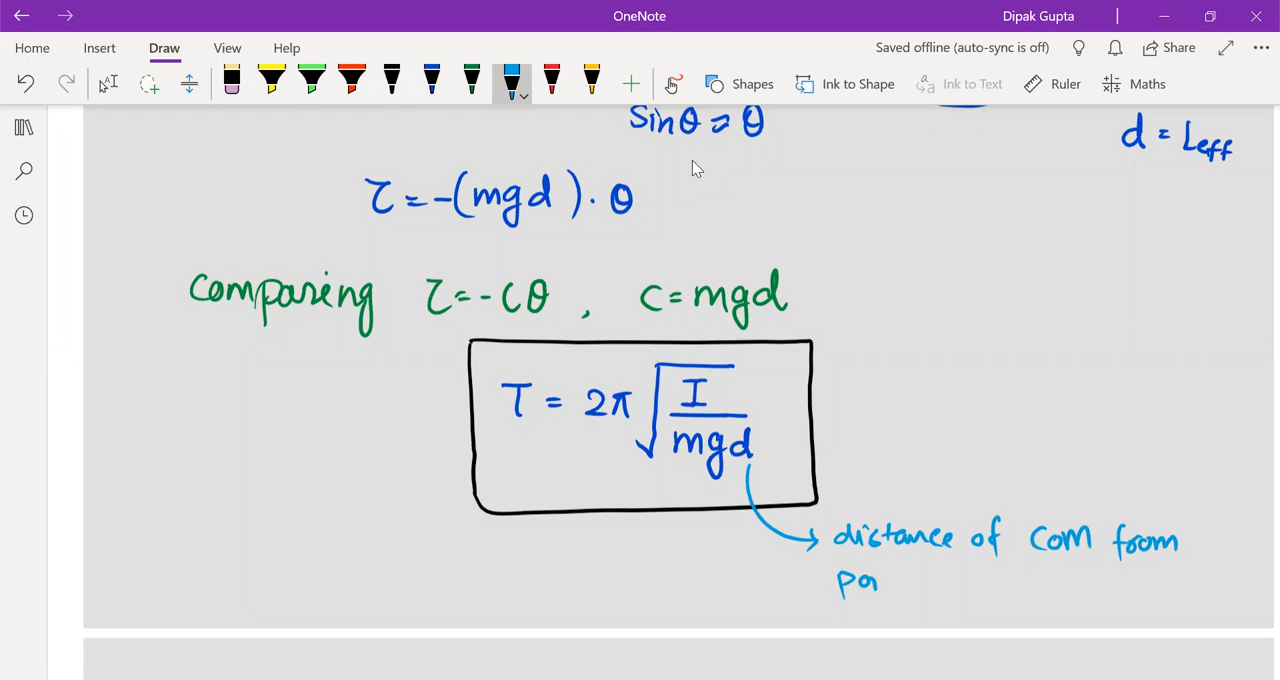 OneNote
Dipak Gupta
Home Insert Draw View Help
Saved offline (auto-sync is off)
Share
Shapes Ink to Shape Ink to Text Ruler Maths
Sinθ ≈ θ
d = Leff
τ = -(mgd) · θ
Comparing τ = - Cθ , C = mgd
T = 2π √(I / mgd)
distance of COM from
po